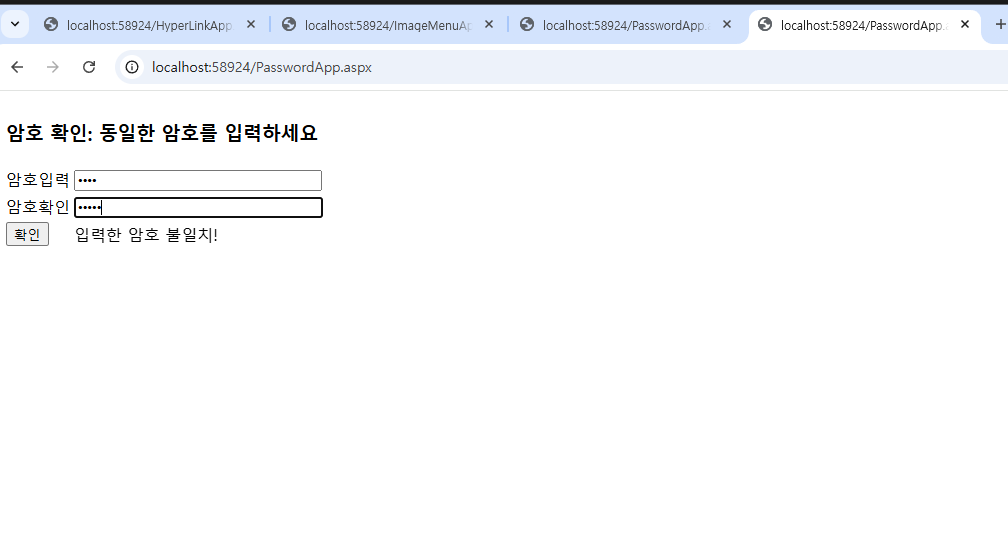 localhost:58924/HyperLinkApp
localhost:58924/ImageMenuAp
localhost:58924/PasswordApp.a
localhost:58924/PasswordApp.a
localhost:58924/PasswordApp.aspx
암호 확인: 동일한 암호를 입력하세요
암호입력 ••••
암호확인 •••••
확인 입력한 암호 불일치!